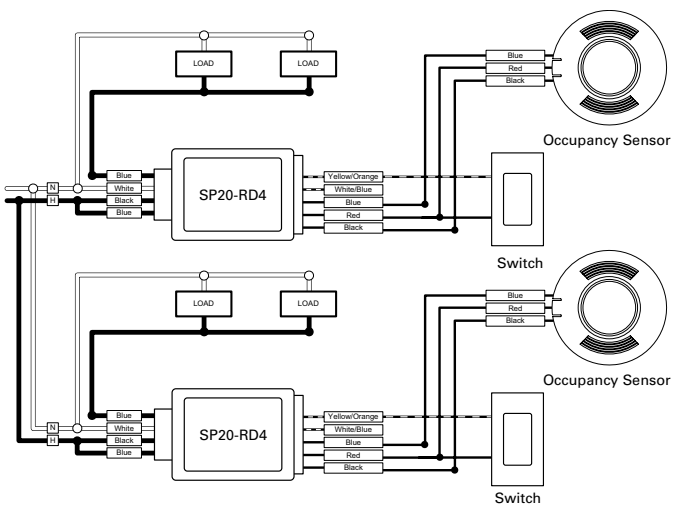 LOAD LOAD
Blue
Red
Black
Occupancy Sensor
Blue
White
Black
Blue
N
H
SP20-RD4
Yellow/Orange
White/Blue
Blue
Red
Black
Switch
LOAD LOAD
Blue
Red
Black
Occupancy Sensor
Blue
White
Black
Blue
N
H
SP20-RD4
Yellow/Orange
White/Blue
Blue
Red
Black
Switch